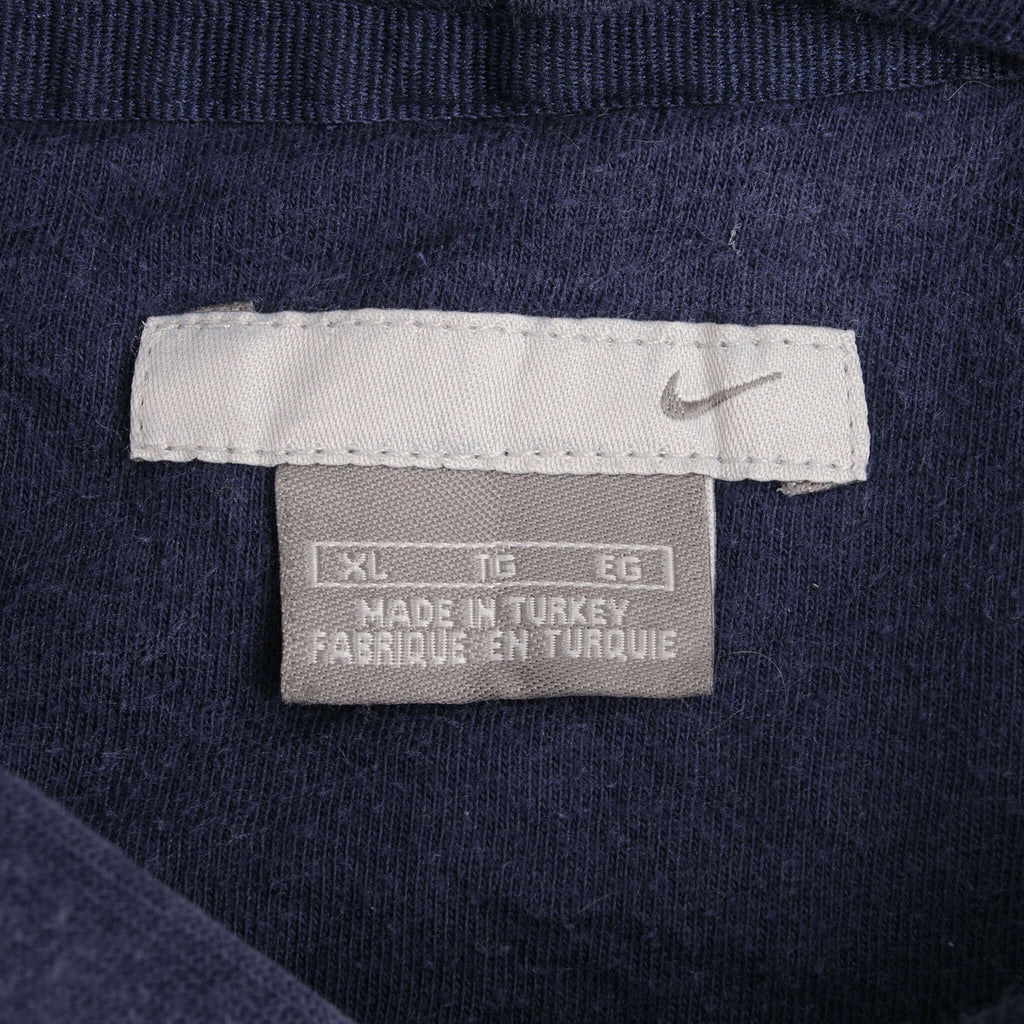 XL TG EG
MADE IN TURKEY
FABRIQUE EN TURQUIE